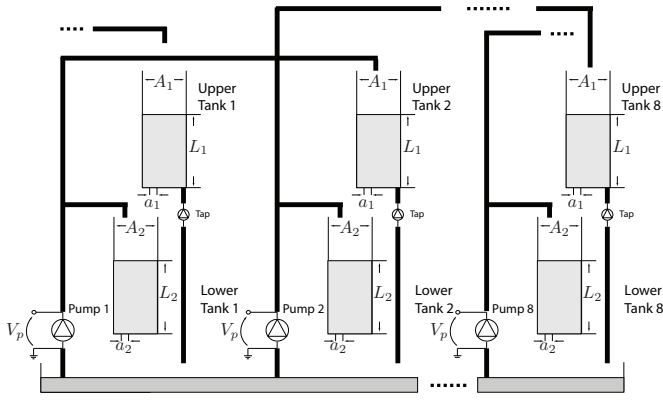 A₁ Upper Tank 1 A₁ Upper Tank 2 A₁ Upper Tank 8
L₁ L₁ L₁
a₁ Tap a₁ Tap a₁ Tap
A₂ A₂ A₂
L₂ Lower Tank 1 L₂ Lower Tank 2 L₂ Lower Tank 8
Pump 1 Pump 2 Pump 8
Vₚ Vₚ Vₚ
a₂ a₂ a₂